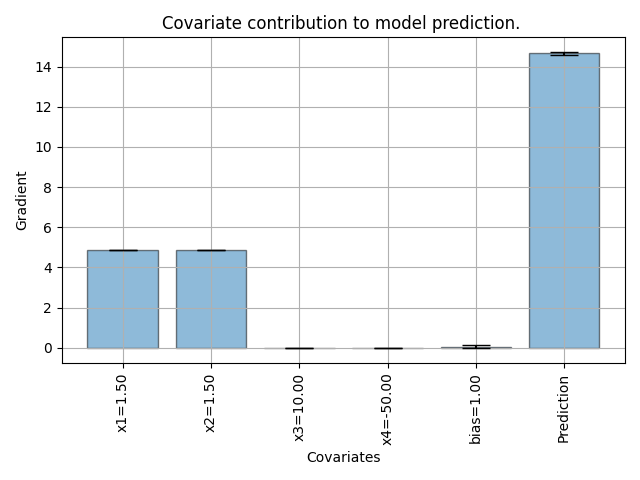 Covariate contribution to model prediction.
Gradient
14
12
10
8
6
4
2
0
x1=1.50
x2=1.50
x3=10.00
x4=-50.00
bias=1.00
Prediction
Covariates